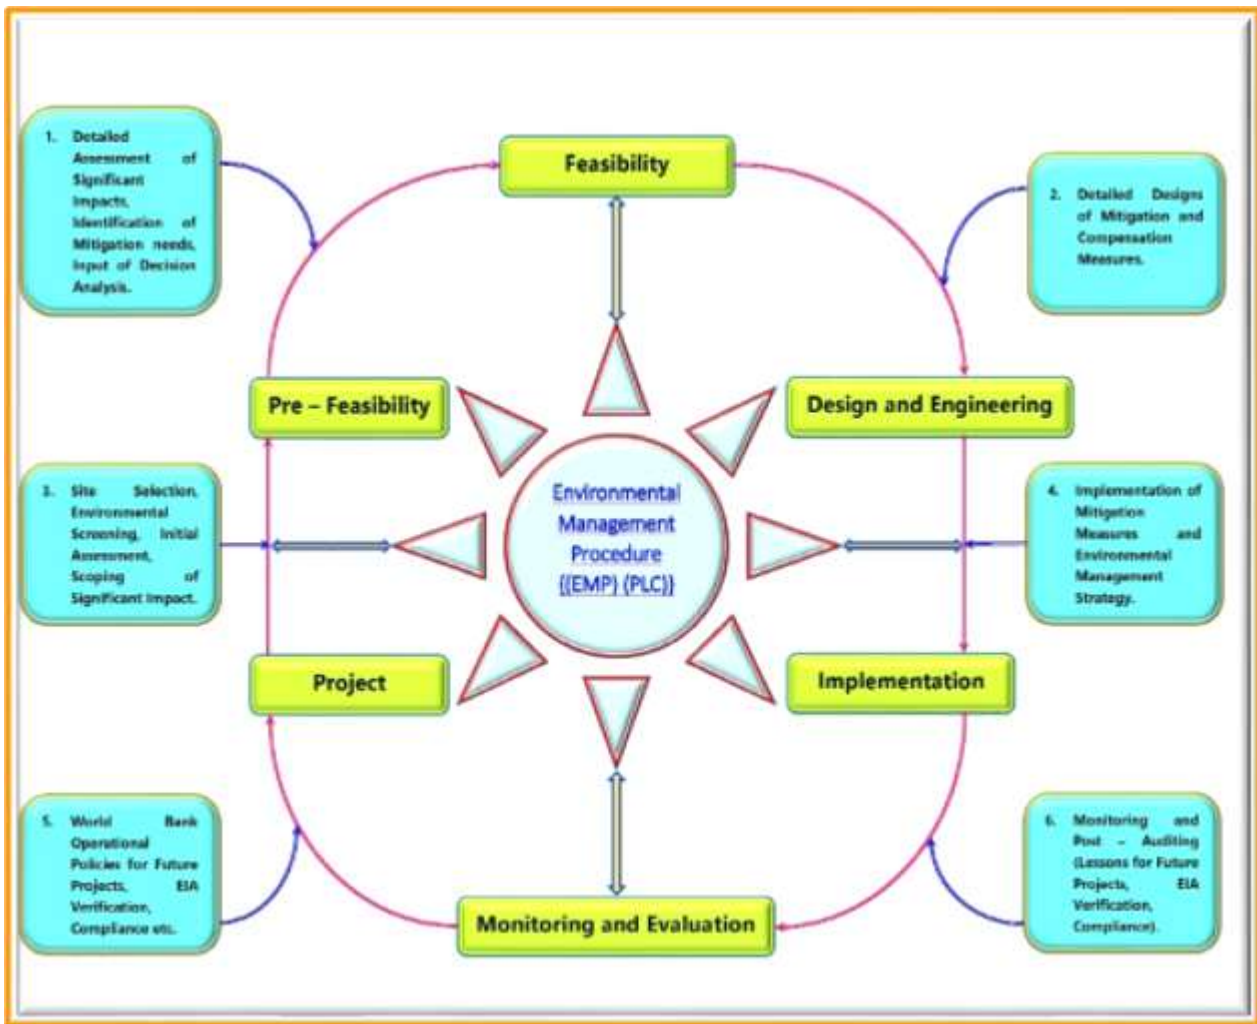 1. Detailed
Assessment of
Significant
Impacts,
Identification of
Mitigation needs,
Input of Decision
Analysis.
Feasibility
2. Detailed Designs
of Mitigation and
Compensation
Measures.
Pre – Feasibility
Design and Engineering
3. Site Selection,
Environmental
Screening, Initial
Assessment,
Scoping of
Significant Impact.
Environmental
Management
Procedure
{(EMP) (PLC)}
4. Implementation of
Mitigation
Measures and
Environmental
Management
Strategy.
Project
Implementation
5. World Bank
Operational
Policies for Future
Projects, EIA
Verification,
Compliance etc.
Monitoring and Evaluation
6. Monitoring and
Post – Auditing
(Lessons for Future
Projects, EIA
Verification,
Compliance).